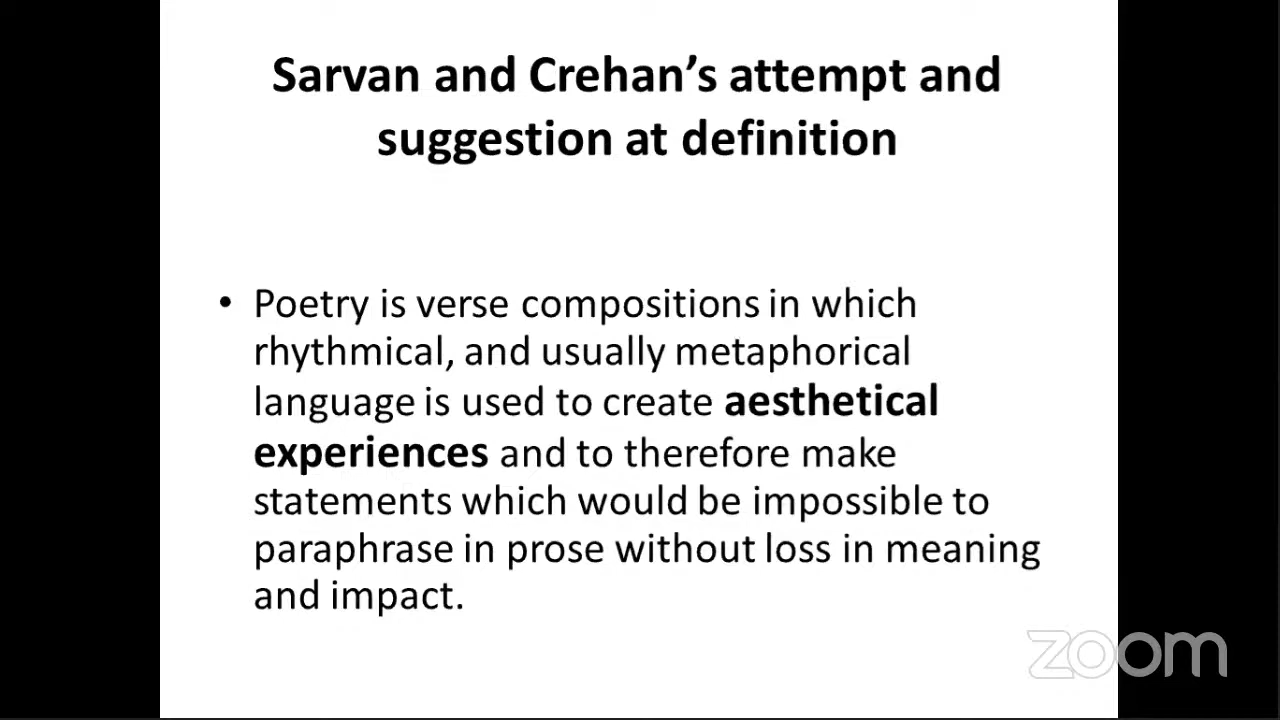 Sarvan and Crehan’s attempt and
suggestion at definition
• Poetry is verse compositions in which
rhythmical, and usually metaphorical
language is used to create aesthetical
experiences and to therefore make
statements which would be impossible to
paraphrase in prose without loss in meaning
and impact.
zoom